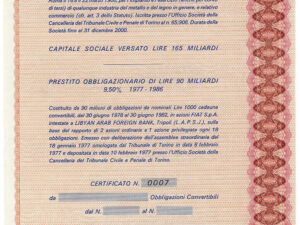 di tanti) di qualunque industria del metallo e del legno in genere, e relativo
commercio (cfr. art. 3 dello Statuto). Iscritta presso l'Ufficio Società della
Cancelleria del Tribunale Civile e Penale di Torino al n. 65.906. Durata della
Società fino al 31 dicembre 2000.
CAPITALE SOCIALE VERSATO LIRE 165 MILIARDI
PRESTITO OBBLIGAZIONARIO DI LIRE 90 MILIARDI
9,50% 1977 - 1986
Costituito da 90 milioni di obbligazioni da nominali Lire 1000 cadauna
convertibili, dal 30 giugno 1978 al 30 giugno 1982, in azioni FIAT S.p.A.
intestate a LIBYAN ARAB FOREIGN BANK, Tripoli (L.A.P.S.J.), sulla
base del rapporto di 2 azioni ordinarie e 1 azione privilegiata ogni 18
obbligazioni. Emesso con deliberazione dell'assemblea straordinaria del
18 gennaio 1977 omologata dal Tribunale di Torino in data 8 febbraio
1977 e depositata in data 10 febbraio 1977 presso l'Ufficio Società della
Cancelleria del Tribunale Civile e Penale di Torino.
CERTIFICATO N. 0007
da Obbligazioni Convertibili
dal N. al N.